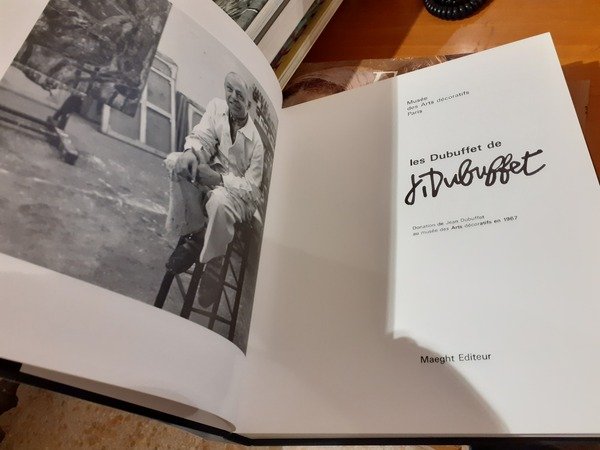 Musée
des Arts décoratifs
Paris
les Dubuffet de
J. Dubuffet
Donation de Jean Dubuffet
au musée des Arts décoratifs en 1967
Maeght Editeur